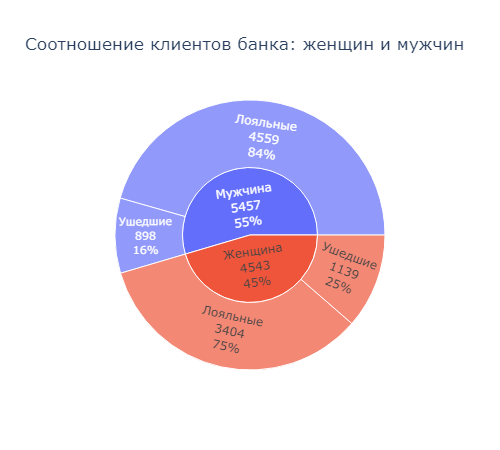 Соотношение клиентов банка: женщин и мужчин
Лояльные
4559
84%
Мужчина
5457
55%
Ушедшие
898
16%
Женщина
4543
45%
Ушедшие
1139
25%
Лояльные
3404
75%